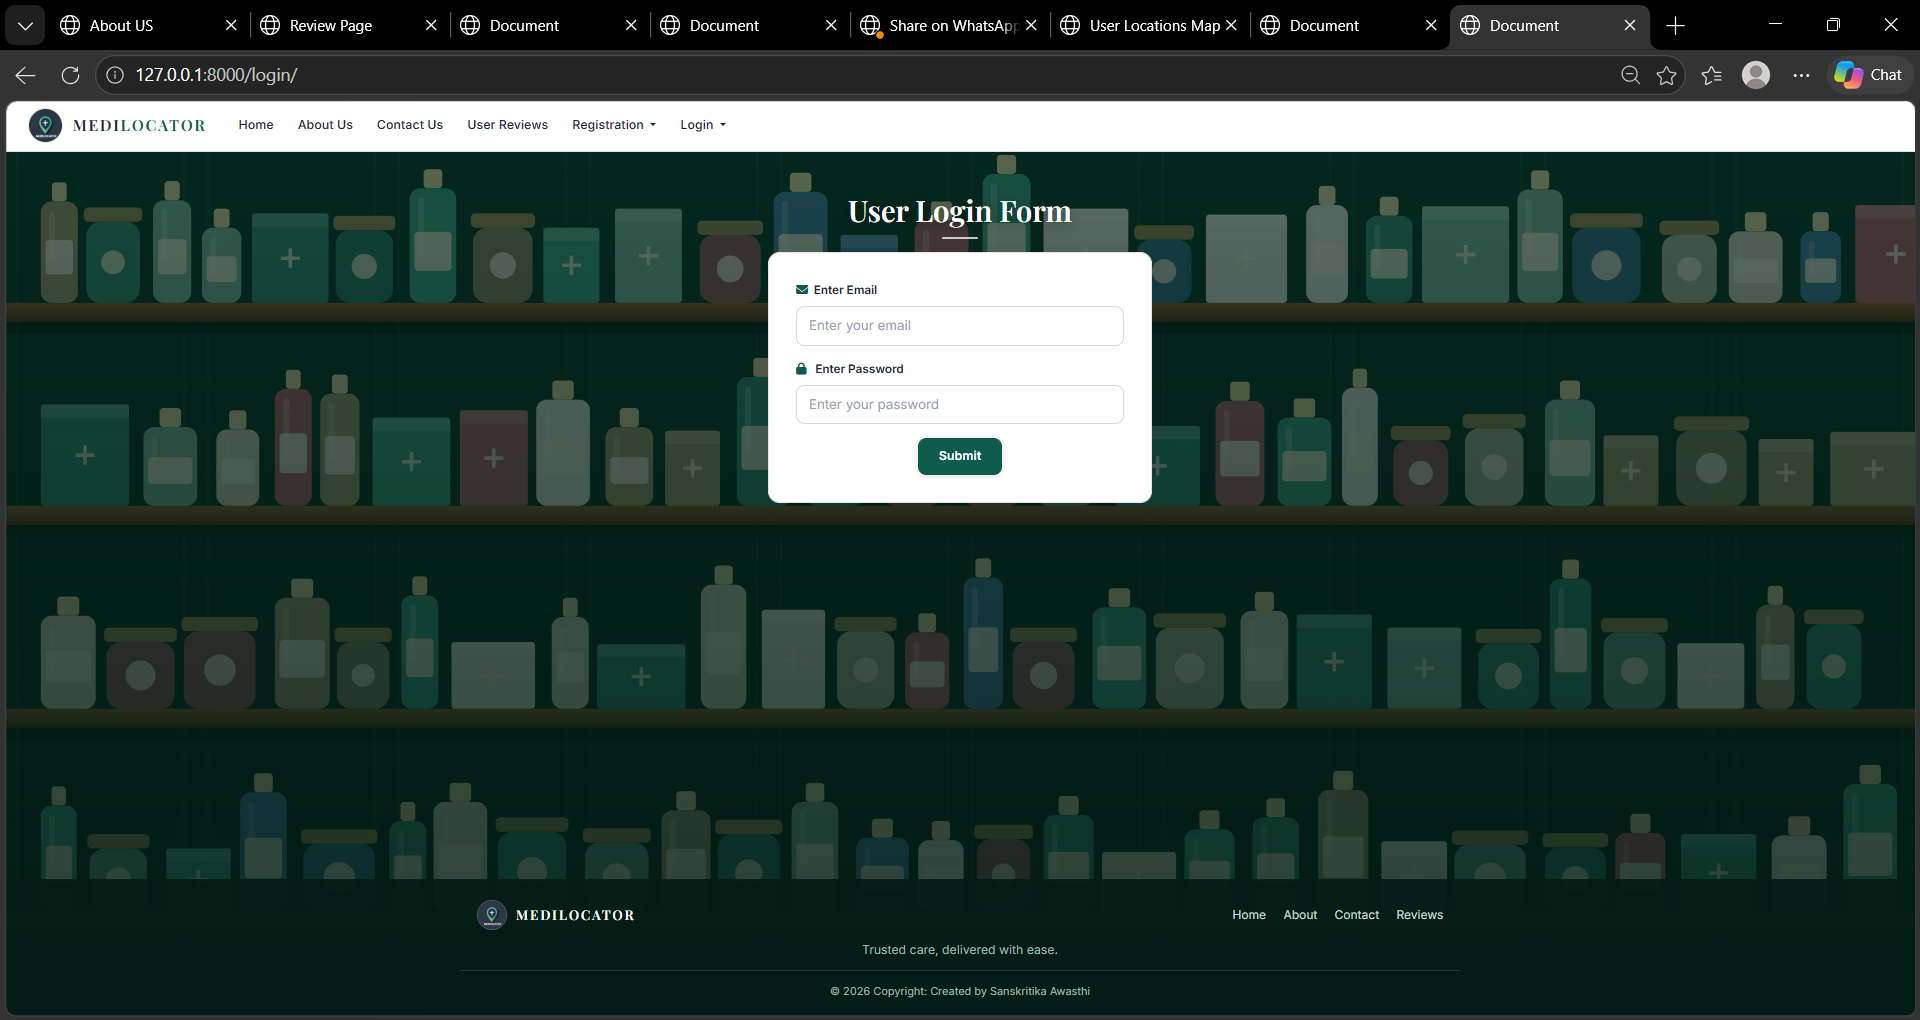 About US
Review Page
Document
Document
Share on WhatsApp
User Locations Map
Document
Document
127.0.0.1:8000/login/
Chat
MEDILOCATOR
Home
About Us
Contact Us
User Reviews
Registration
Login
User Login Form
Enter Email
Enter your email
Enter Password
Enter your password
Submit
MEDILOCATOR
Home
About
Contact
Reviews
Trusted care, delivered with ease.
© 2026 Copyright: Created by Sanskritika Awasthi